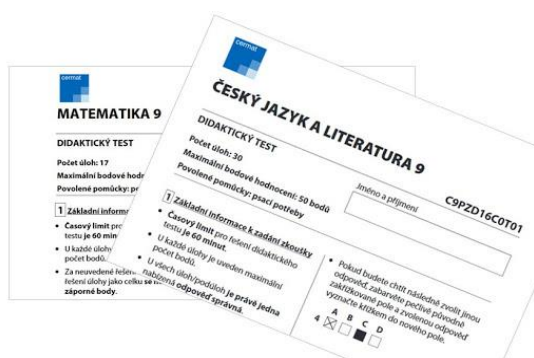 cermat
MATEMATIKA 9
DIDAKTICKÝ TEST
Počet úloh: 17
Maximální bodové hodn
Povolené pomůcky:
1 Základní inform
Časový limit pro
testu je 60 min
U každé úlohy
počet bodů.
Za neuvedené řešen
řešení úlohy jako celku se
záporné body.
cermat
ČESKÝ JAZYK A LITERATURA 9
DIDAKTICKÝ TEST
Počet úloh: 30
Maximální bodové hodnocení: 50 bodů
Povolené pomůcky: psací potřeby
Jméno a příjmení
C9PZD16C0T01
1 Základní informace k zadání zkoušky
Časový limit pro řešení didaktického
testu je 60 minut.
U každé úlohy je uveden maximální
počet bodů.
U všech úloh/podúloh je právě jedna
nabízená odpověď správná.
Pokud budete chtít následně zvolit jinou
odpověď, zabarvěte pečlivě původně
zakřížkované pole a zvolenou odpověď
vyznačte křížkem do nového pole.
A B C D
4